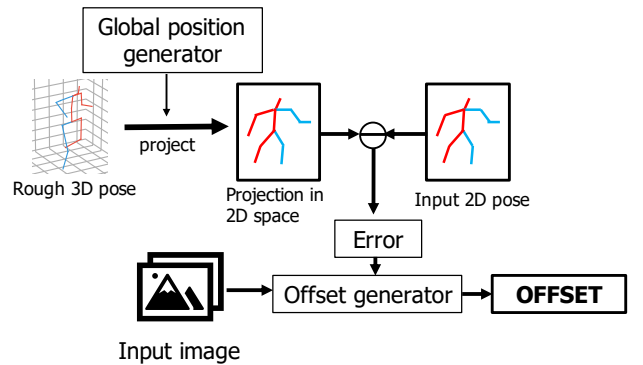 Global position
generator
project
Rough 3D pose
Projection in
2D space
Input 2D pose
Error
Offset generator
OFFSET
Input image